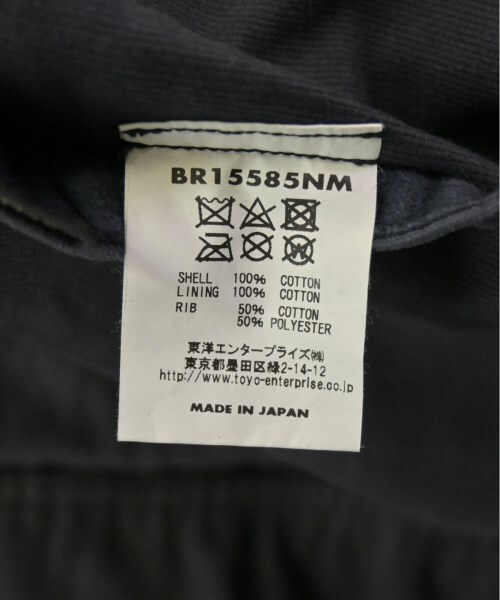 BR15585NM
SHELL 100% COTTON
LINING 100% COTTON
RIB 50% COTTON
50% POLYESTER
東洋エンタープライズ㈱
東京都墨田区緑2-14-12
http://www.toyo-enterprise.co.jp
MADE IN JAPAN